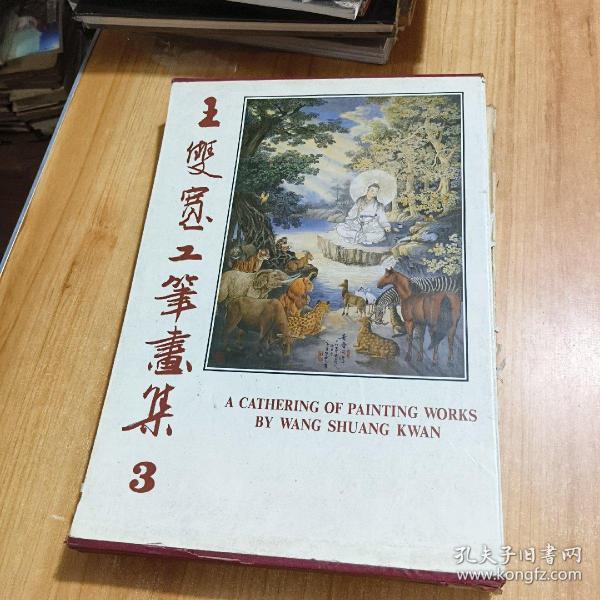 王雙寬工筆畫集3
A CATHERING OF PAINTING WORKS
BY WANG SHUANG KWAN
孔夫子旧书网
www.kongfz.com